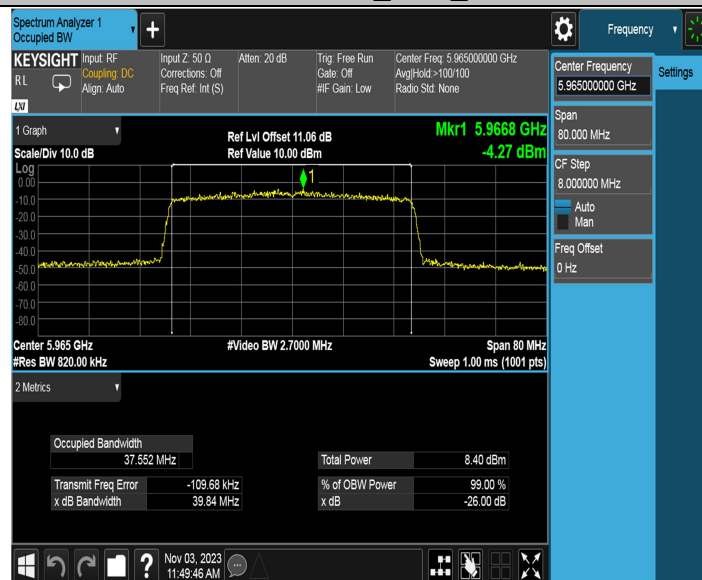 Spectrum Analyzer 1
Occupied BW
+
Frequency
KEYSIGHT
RL
LXI
Input: RF
Coupling: DC
Align: Auto
Input Z: 50 Ω
Corrections: Off
Freq Ref: Int (S)
Atten: 20 dB
Trig: Free Run
Gate: Off
#IF Gain: Low
Center Freq: 5.965000000 GHz
Avg|Hold:>100/100
Radio Std: None
Center Frequency
5.965000000 GHz
Settings
Span
80.000 MHz
CF Step
8.000000 MHz
Auto
Man
Freq Offset
0 Hz
1 Graph
Scale/Div 10.0 dB
Ref Lvl Offset 11.06 dB
Ref Value 10.00 dBm
Mkr1 5.9668 GHz
-4.27 dBm
Log
1
0.00
-10.0
-20.0
-30.0
-40.0
-50.0
-60.0
-70.0
-80.0
Center 5.965 GHz
#Res BW 820.00 kHz
#Video BW 2.7000 MHz
Span 80 MHz
Sweep 1.00 ms (1001 pts)
2 Metrics
Occupied Bandwidth
37.552 MHz
Total Power 8.40 dBm
Transmit Freq Error -109.68 kHz
% of OBW Power 99.00 %
x dB Bandwidth 39.84 MHz
x dB -26.00 dB
?
Nov 03, 2023
11:49:46 AM